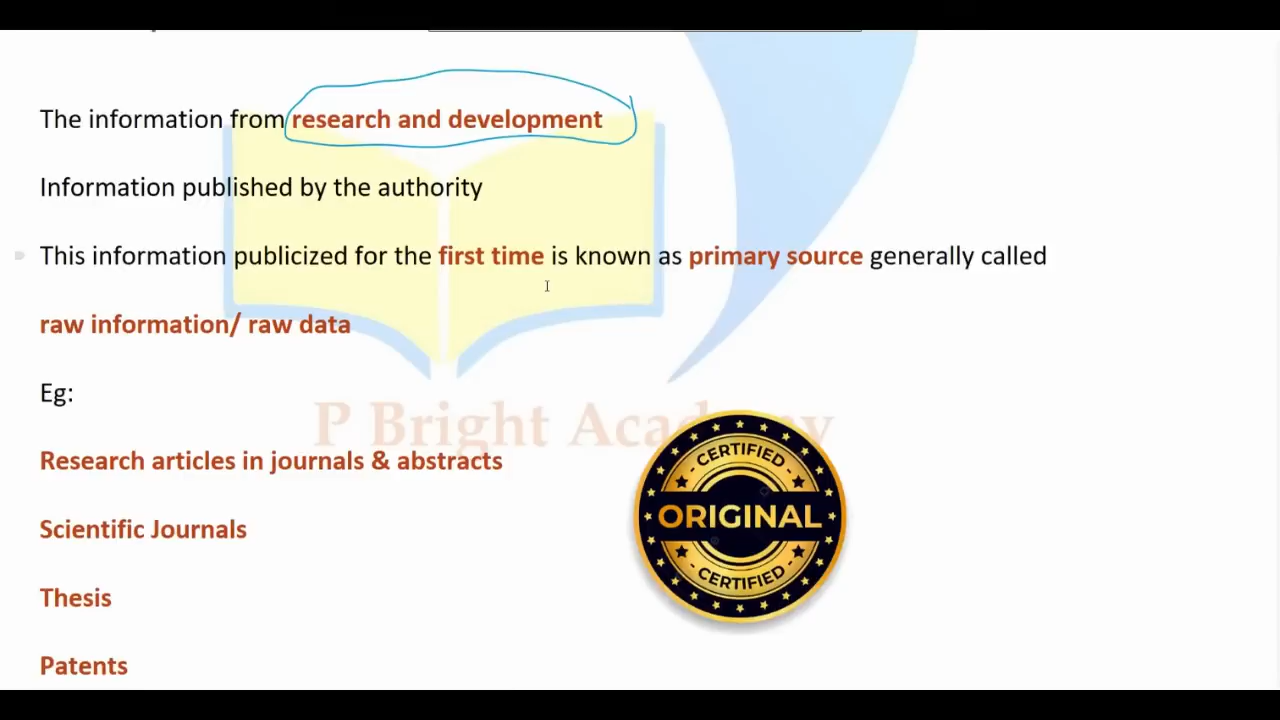 The information from research and development
Information published by the authority
This information publicized for the first time is known as primary source generally called
raw information/ raw data
Eg:
P Bright Academy
Research articles in journals & abstracts
CERTIFIED
Scientific Journals
ORIGINAL
CERTIFIED
Thesis
Patents